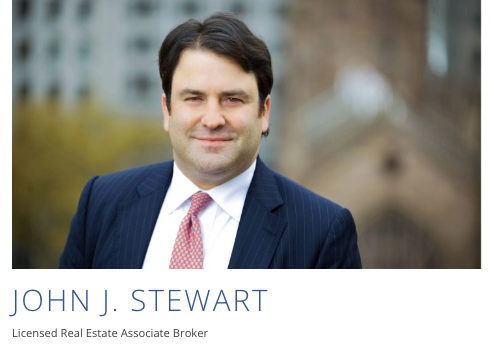 JOHN J. STEWART
Licensed Real Estate Associate Broker